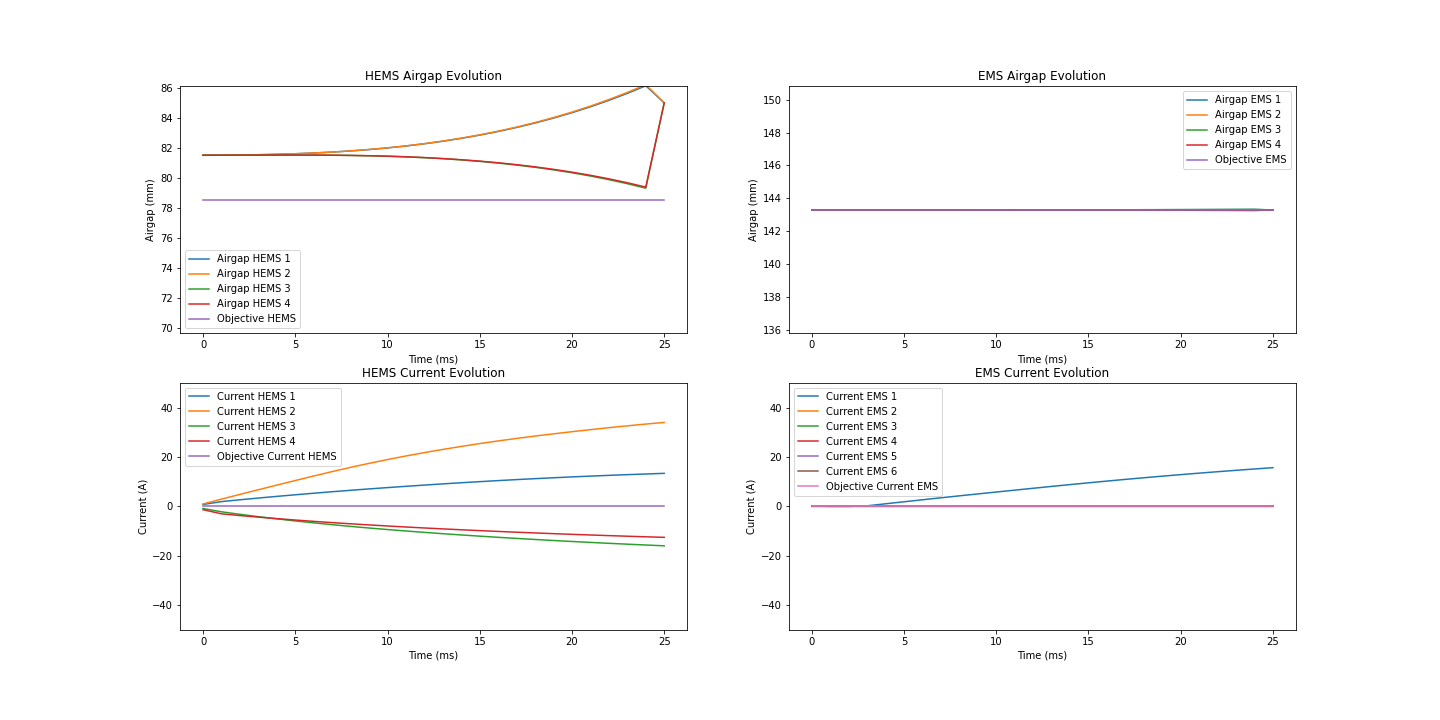 HEMS Airgap Evolution
86
84
82
80
78
76
74
72
70
Airgap (mm)
Airgap HEMS 1
Airgap HEMS 2
Airgap HEMS 3
Airgap HEMS 4
Objective HEMS
0 5 10 15 20 25
Time (ms)
EMS Airgap Evolution
150
148
146
144
142
140
138
136
Airgap (mm)
Airgap EMS 1
Airgap EMS 2
Airgap EMS 3
Airgap EMS 4
Objective EMS
0 5 10 15 20 25
Time (ms)
HEMS Current Evolution
40
20
0
−20
−40
Current (A)
Current HEMS 1
Current HEMS 2
Current HEMS 3
Current HEMS 4
Objective Current HEMS
0 5 10 15 20 25
Time (ms)
EMS Current Evolution
40
20
0
−20
−40
Current (A)
Current EMS 1
Current EMS 2
Current EMS 3
Current EMS 4
Current EMS 5
Current EMS 6
Objective Current EMS
0 5 10 15 20 25
Time (ms)